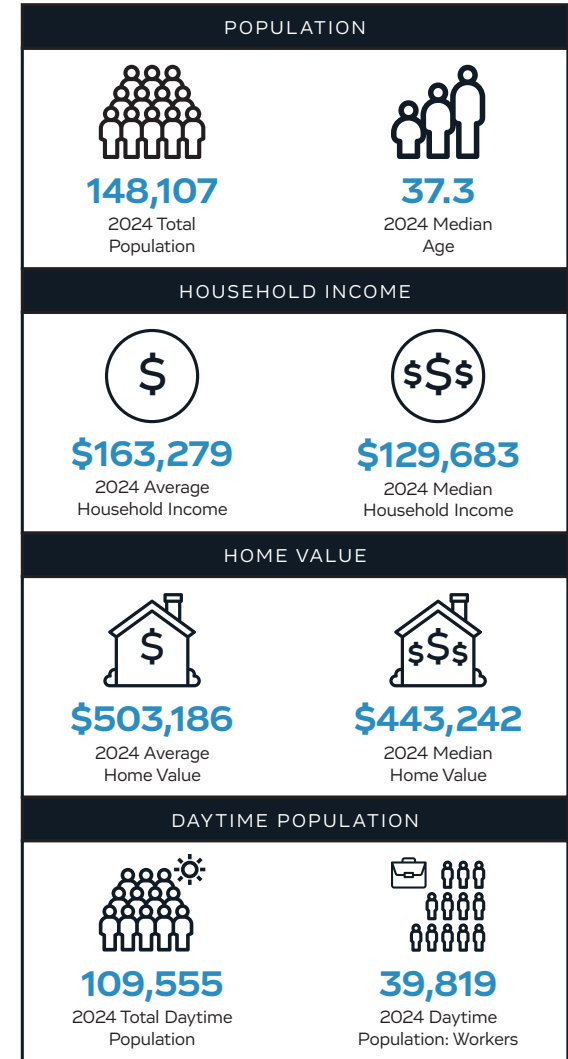 POPULATION
148,107
2024 Total
Population
37.3
2024 Median
Age
HOUSEHOLD INCOME
$
$163,279
2024 Average
Household Income
$$$
$129,683
2024 Median
Household Income
HOME VALUE
$
$503,186
2024 Average
Home Value
$$$
$443,242
2024 Median
Home Value
DAYTIME POPULATION
109,555
2024 Total Daytime
Population
39,819
2024 Daytime
Population: Workers